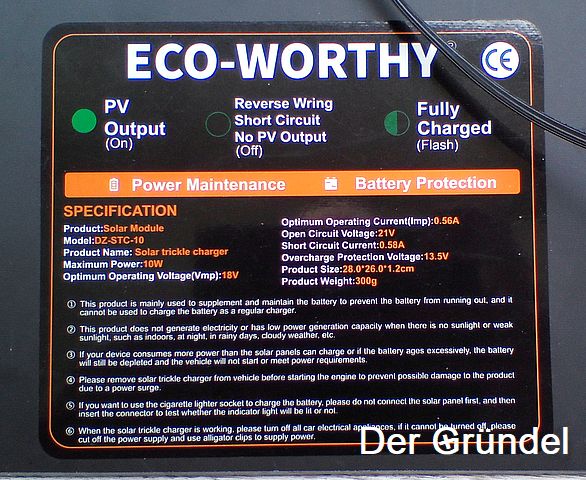 ECO-WORTHY®
CE
PV
Output
(On)
Reverse Wring
Short Circuit
No PV Output
(Off)
Fully
Charged
(Flash)
Power Maintenance
Battery Protection
SPECIFICATION
Product:Solar Module
Model:DZ-STC-10
Product Name: Solar trickle charger
Maximum Power:10W
Optimum Operating Voltage(Vmp):18V
Optimum Operating Current(Imp):0.56A
Open Circuit Voltage:21V
Short Circuit Current:0.58A
Overcharge Protection Voltage:13.5V
Product Size:28.0*26.0*1.2cm
Product Weight:300g
① This product is mainly used to supplement and maintain the battery to prevent the battery from running out, and it
cannot be used to charge the battery as a regular charger.
② This product does not generate electricity or has low power generation capacity when there is no sunlight or weak
sunlight, such as indoors, at night, in rainy days, cloudy weather, etc.
③ If your device consumes more power than the solar panels can charge or if the battery ages excessively, the battery
will still be depleted and the vehicle will not start or meet power requirements.
④ Please remove solar trickle charger from vehicle before starting the engine to prevent possible damage to the product
due to a power surge.
⑤ If you want to use the cigarette lighter socket to charge the battery, please do not connect the solar panel first, and then
insert the connector to test whether the indicator light will be lit or not.
⑥ When the solar trickle charger is working, please turn off all car electrical appliances, if it cannot be turned off, please
cut off the power supply and use alligator clips to supply power.
Der Gründel